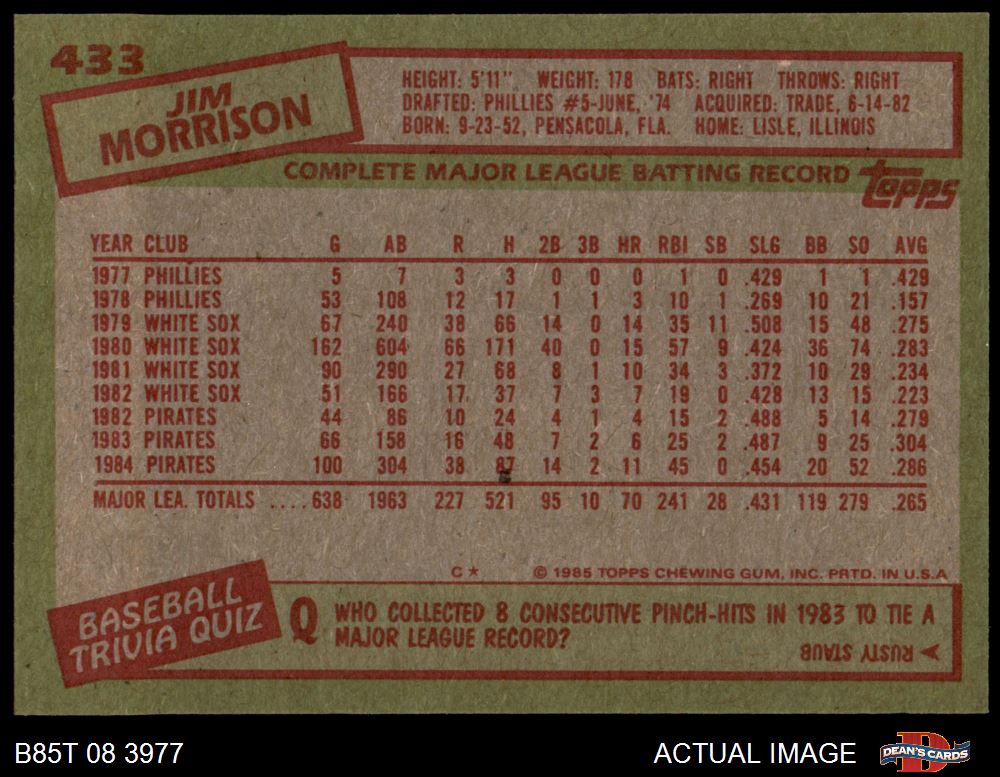 433
JIM
MORRISON
HEIGHT: 5'11" WEIGHT: 178 BATS: RIGHT THROWS: RIGHT
DRAFTED: PHILLIES #5-JUNE, '74 ACQUIRED: TRADE, 6-14-82
BORN: 9-23-52, PENSACOLA, FLA. HOME: LISLE, ILLINOIS
COMPLETE MAJOR LEAGUE BATTING RECORD topps
YEAR CLUB G AB R H 2B 3B HR RBI SB SLG BB SO AVG
1977 PHILLIES 5 7 3 3 0 0 0 1 0 .429 1 1 .429
1978 PHILLIES 53 108 12 17 1 1 3 10 1 .269 10 21 .157
1979 WHITE SOX 67 240 38 66 14 0 14 35 11 .508 15 48 .275
1980 WHITE SOX 162 604 66 171 40 0 15 57 9 .424 36 74 .283
1981 WHITE SOX 90 290 27 68 8 1 10 34 3 .372 10 29 .234
1982 WHITE SOX 51 166 17 37 7 3 7 19 0 .428 13 15 .223
1982 PIRATES 44 86 10 24 4 1 4 15 2 .488 5 14 .279
1983 PIRATES 66 158 16 48 7 2 6 25 2 .487 9 25 .304
1984 PIRATES 100 304 38 87 14 2 11 45 0 .454 20 52 .286
MAJOR LEA. TOTALS ....638 1963 227 521 95 10 70 241 28 .431 119 279 .265
C★ © 1985 TOPPS CHEWING GUM, INC. PRTD. IN U.S.A
BASEBALL
TRIVIA QUIZ
Q WHO COLLECTED 8 CONSECUTIVE PINCH-HITS IN 1983 TO TIE A
MAJOR LEAGUE RECORD?
RUSTY STAUB
B85T 08 3977 ACTUAL IMAGE D DEAN'S CARDS